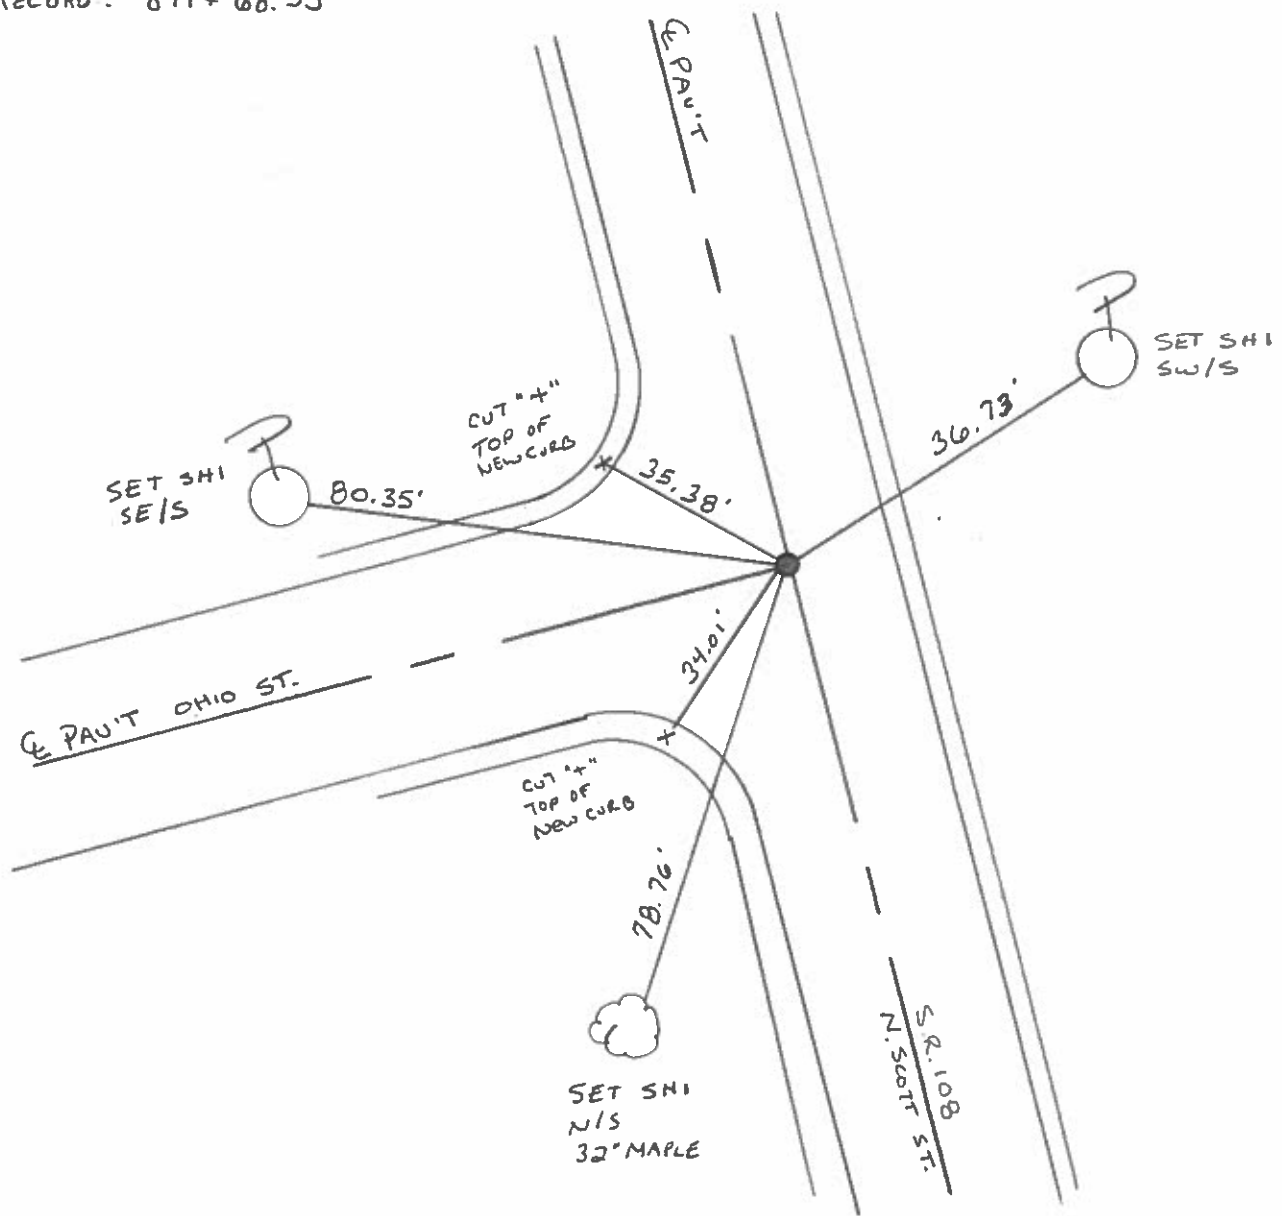 ℄ PAV'T
SET SHI
SW/S
36.73'
CUT "+"
TOP OF
NEW CURB
35.38'
SET SHI
SE/S
80.35'
34.01'
℄ PAV'T OHIO ST.
CUT "+"
TOP OF
NEW CURB
78.76'
S.R. 108
N. SCOTT ST.
SET SHI
N/S
32" MAPLE